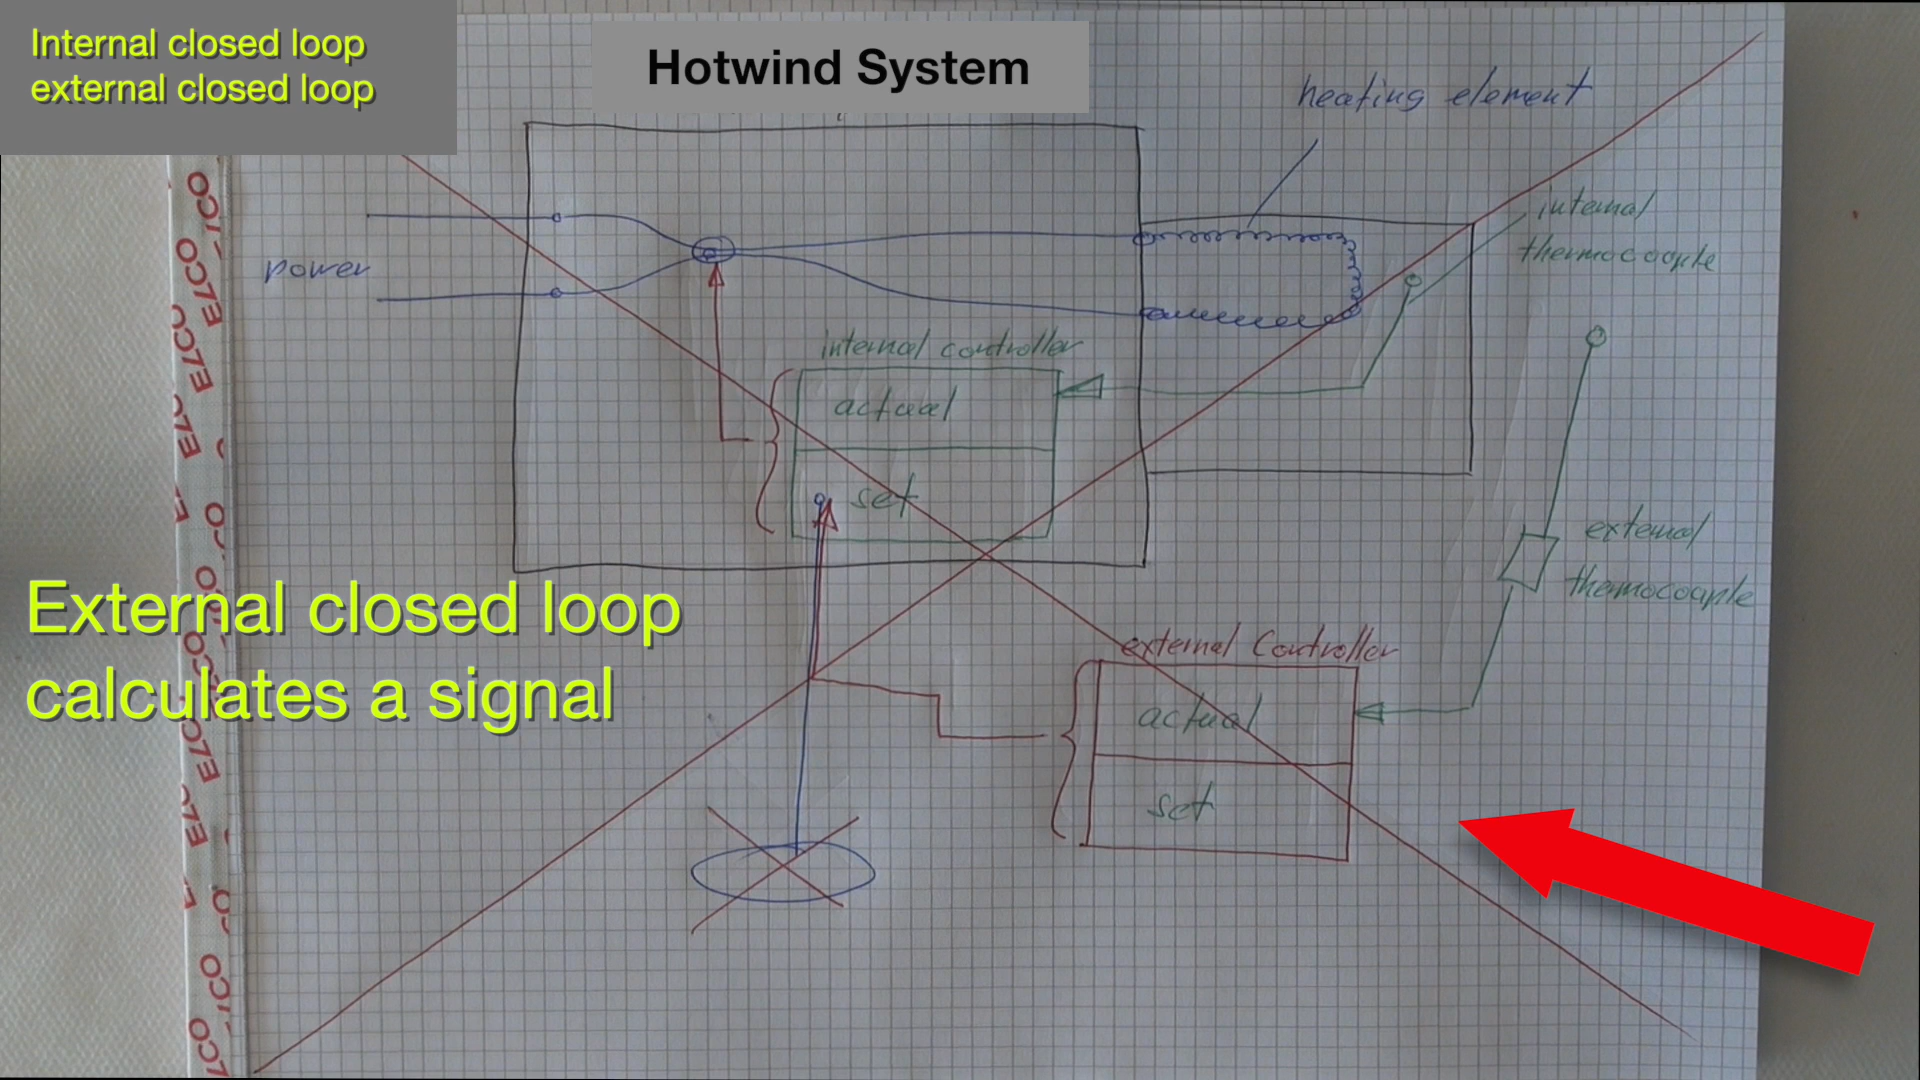 Internal closed loop
external closed loop
Hotwind System
heating element
internal
thermocouple
power
internal controller
actual
set
external
thermocouple
External closed loop
calculates a signal
external Controller
actual
set
ELCO
ELCO
ELCO
ELCO
ELCO
ELCO